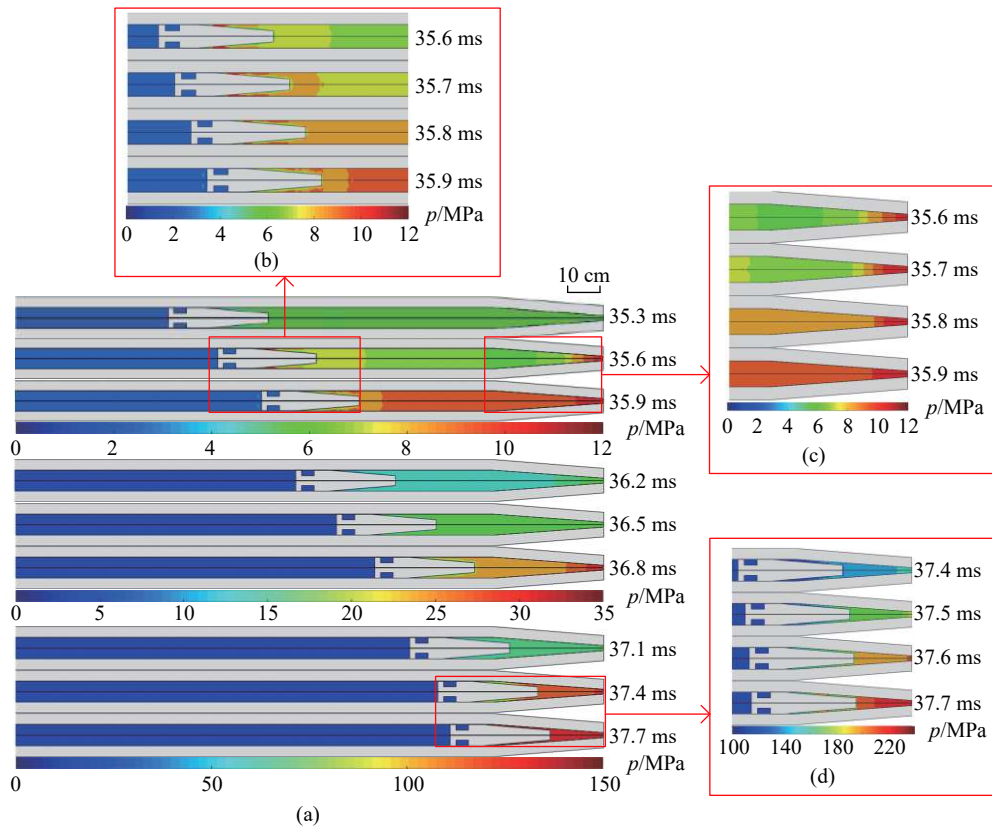 35.6 ms
35.7 ms
35.8 ms
35.9 ms
p/MPa
0 2 4 6 8 10 12
(b)
10 cm
35.3 ms
35.6 ms
35.9 ms
0 2 4 6 8 10 12 p/MPa
35.6 ms
35.7 ms
35.8 ms
35.9 ms
0 2 4 6 8 10 12 p/MPa
(c)
36.2 ms
36.5 ms
36.8 ms
p/MPa
0 5 10 15 20 25 30 35
37.1 ms
37.4 ms
37.7 ms
p/MPa
0 50 100 150
(a)
37.4 ms
37.5 ms
37.6 ms
37.7 ms
100 140 180 220 p/MPa
(d)